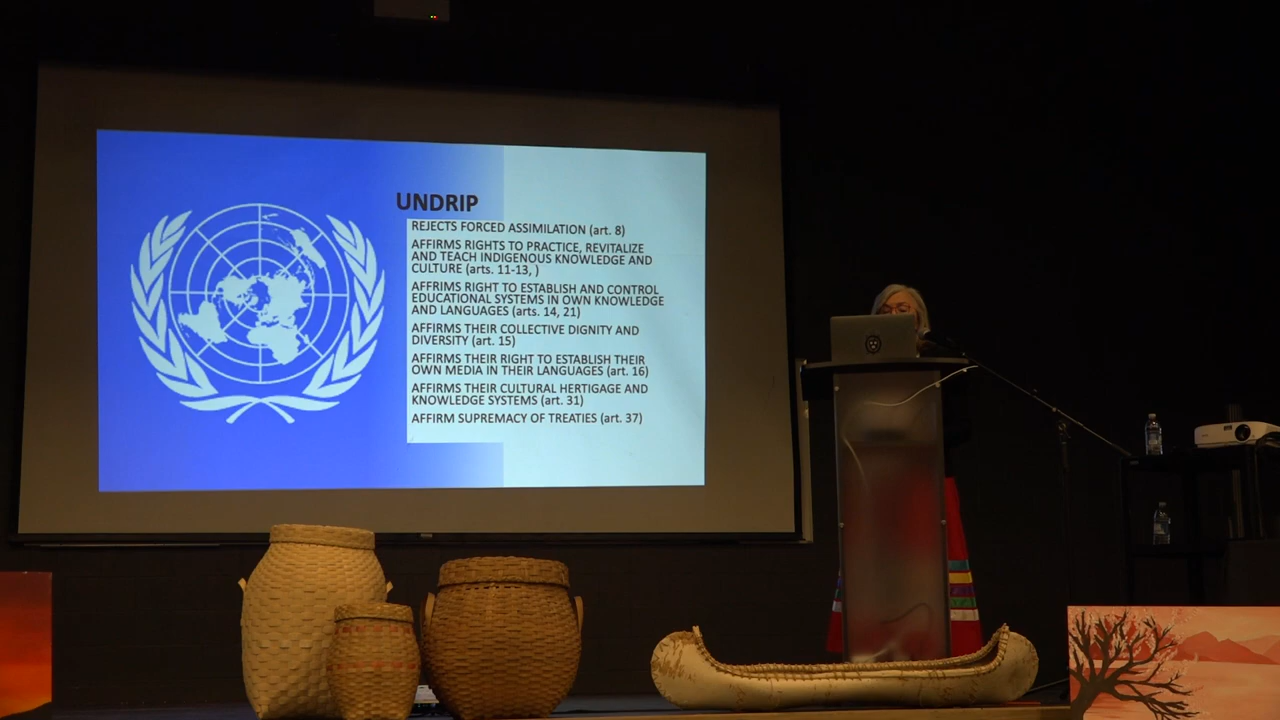 UNDRIP
REJECTS FORCED ASSIMILATION (art. 8)
AFFIRMS RIGHTS TO PRACTICE, REVITALIZE
AND TEACH INDIGENOUS KNOWLEDGE AND
CULTURE (arts. 11-13, )
AFFIRMS RIGHT TO ESTABLISH AND CONTROL
EDUCATIONAL SYSTEMS IN OWN KNOWLEDGE
AND LANGUAGES (arts. 14, 21)
AFFIRMS THEIR COLLECTIVE DIGNITY AND
DIVERSITY (art. 15)
AFFIRMS THEIR RIGHT TO ESTABLISH THEIR
OWN MEDIA IN THEIR LANGUAGES (art. 16)
AFFIRMS THEIR CULTURAL HERTIGAGE AND
KNOWLEDGE SYSTEMS (art. 31)
AFFIRM SUPREMACY OF TREATIES (art. 37)